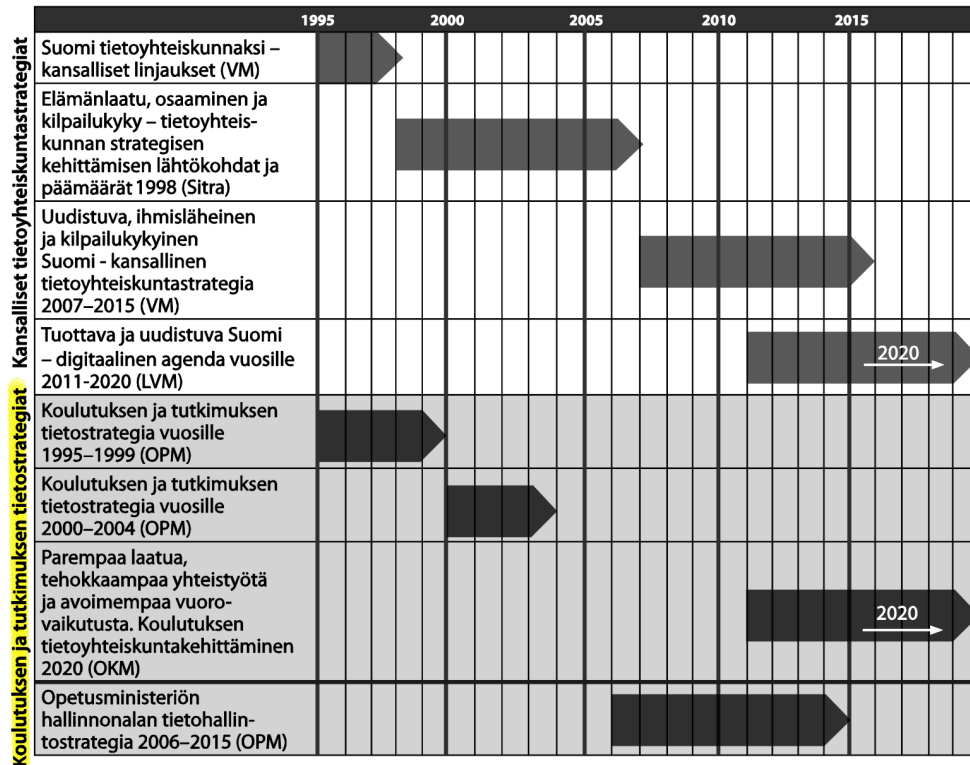 1995 2000 2005 2010 2015
Kansalliset tietoyhteiskuntastrategiat
Suomi tietoyhteiskunnaksi –
kansalliset linjaukset (VM)
Elämänlaatu, osaaminen ja
kilpailukyky – tietoyhteis-
kunnan strategisen
kehittämisen lähtökohdat ja
päämäärät 1998 (Sitra)
Uudistuva, ihmisläheinen
ja kilpailukykyinen
Suomi - kansallinen
tietoyhteiskuntastrategia
2007–2015 (VM)
Tuottava ja uudistuva Suomi
– digitaalinen agenda vuosille
2011-2020 (LVM)
2020
Koulutuksen ja tutkimuksen tietostrategiat
Koulutuksen ja tutkimuksen
tietostrategia vuosille
1995–1999 (OPM)
Koulutuksen ja tutkimuksen
tietostrategia vuosille
2000–2004 (OPM)
Parempaa laatua,
tehokkaampaa yhteistyötä
ja avoimempaa vuoro-
vaikutusta. Koulutuksen
tietoyhteiskuntakehittäminen
2020 (OKM)
2020
Opetusministeriön
hallinnonalan tietohallin-
tostrategia 2006–2015 (OPM)